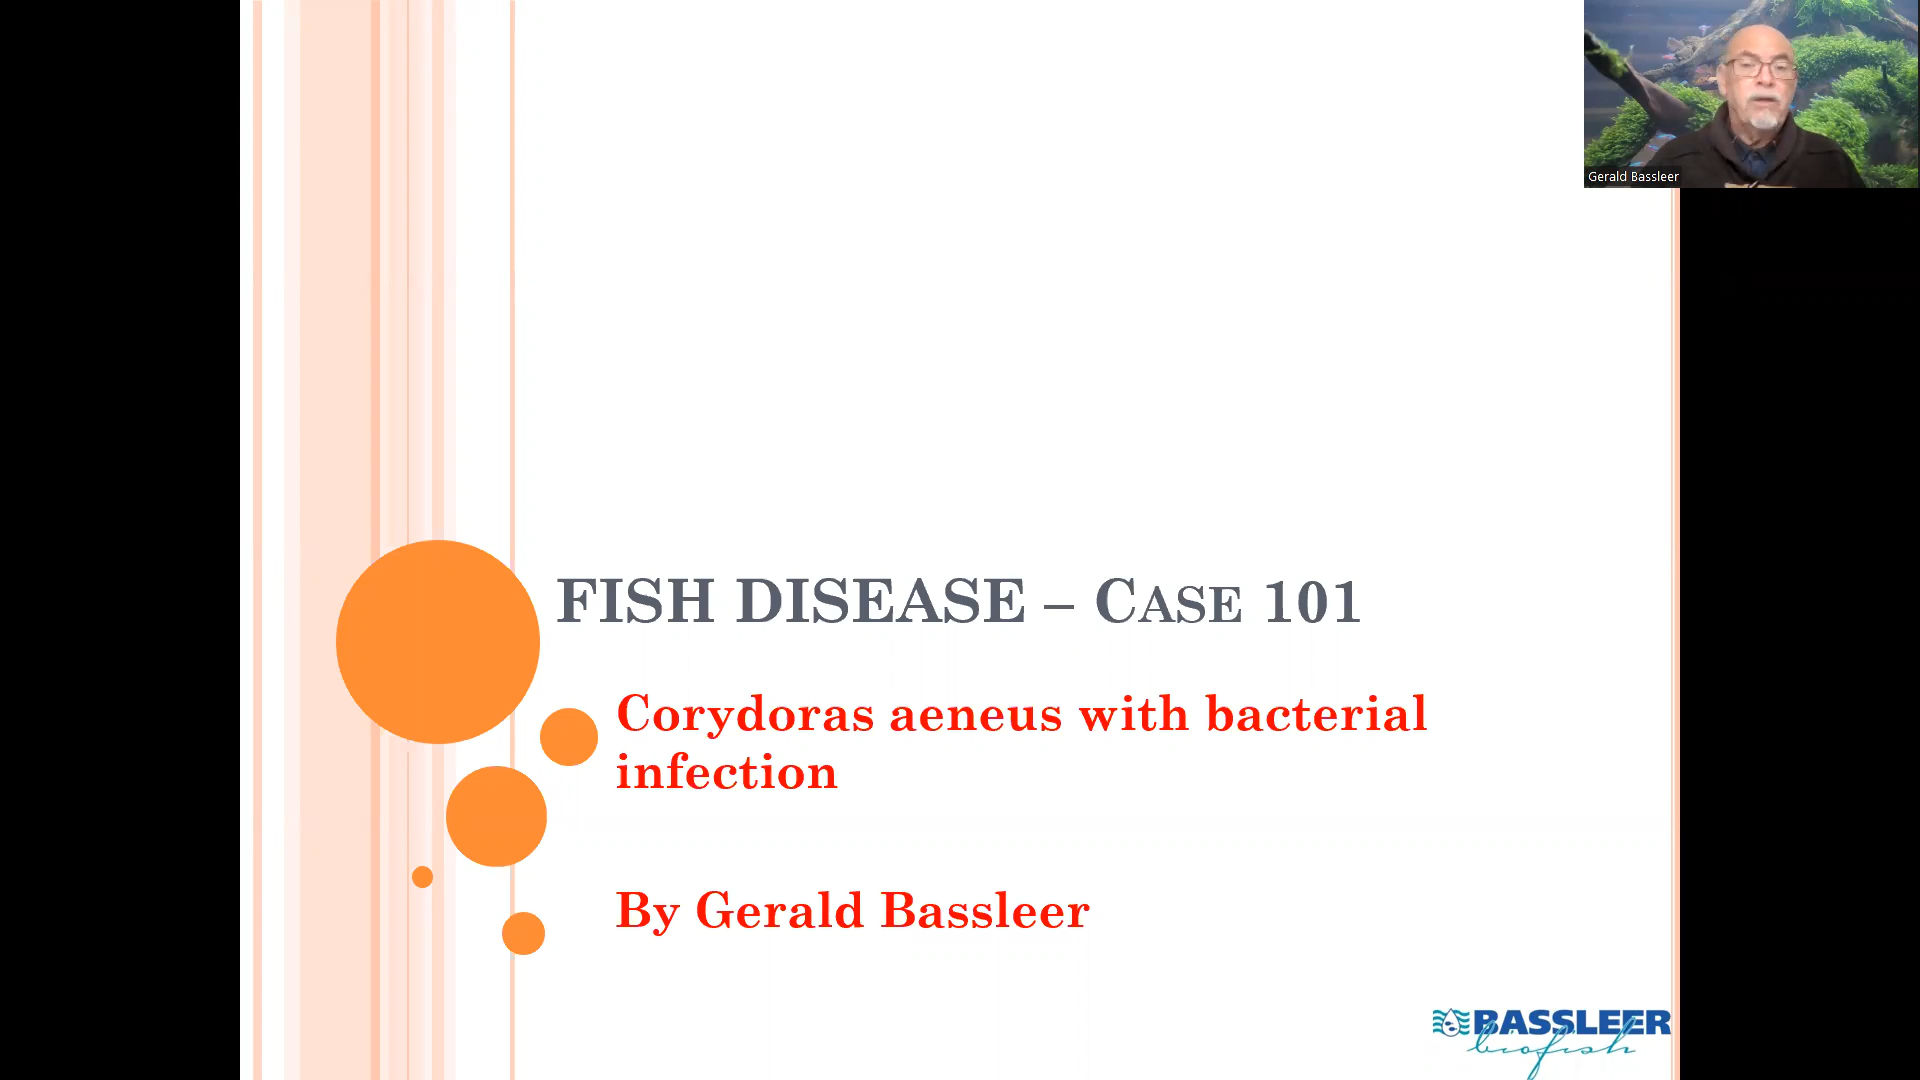 Gerald Bassleer
FISH DISEASE – CASE 101
Corydoras aeneus with bacterial
infection
By Gerald Bassleer
BASSLEER
biofish